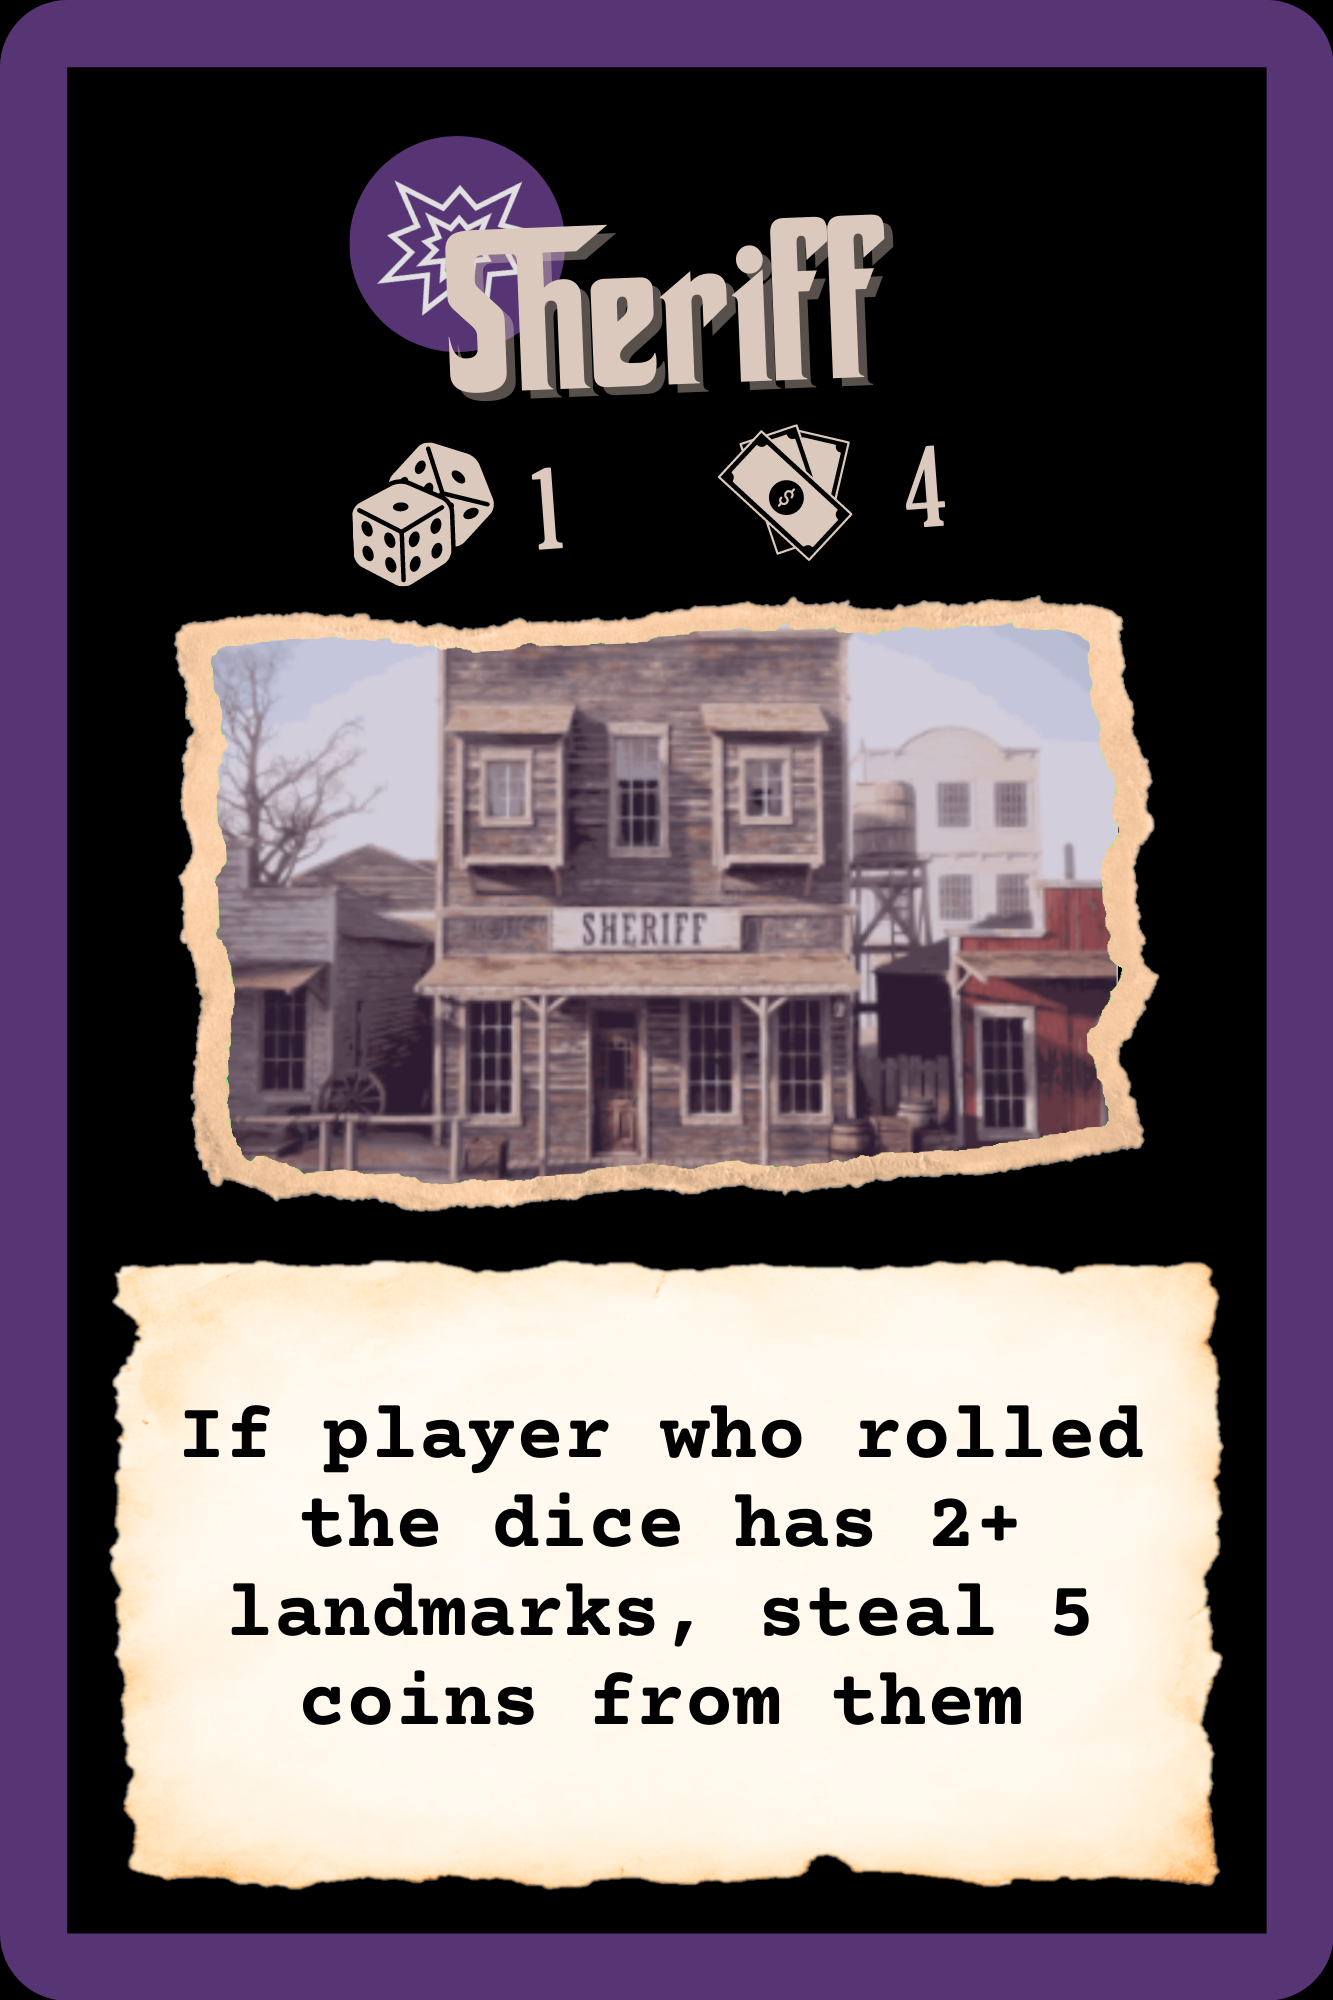 Sheriff
1 4
SHERIFF
If player who rolled
the dice has 2+
landmarks, steal 5
coins from them